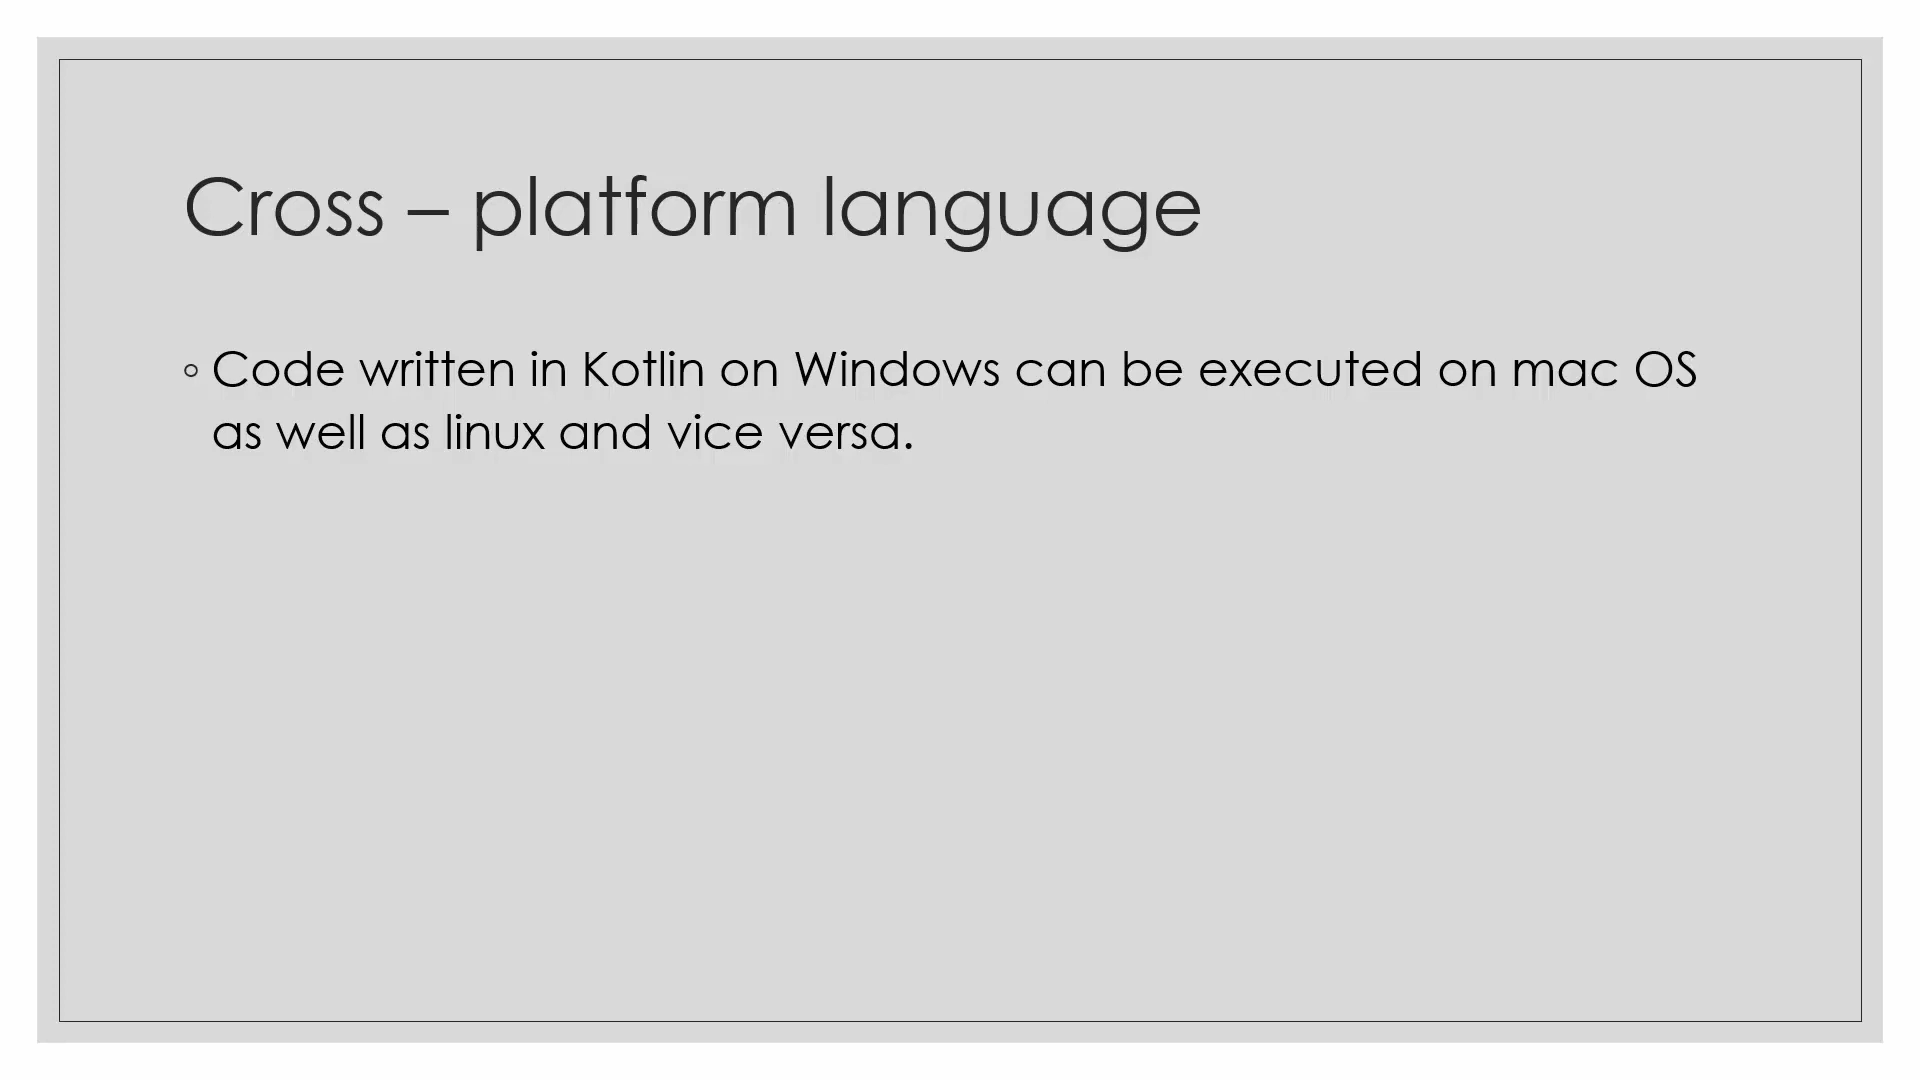 Cross – platform language
◦ Code written in Kotlin on Windows can be executed on mac OS
as well as linux and vice versa.